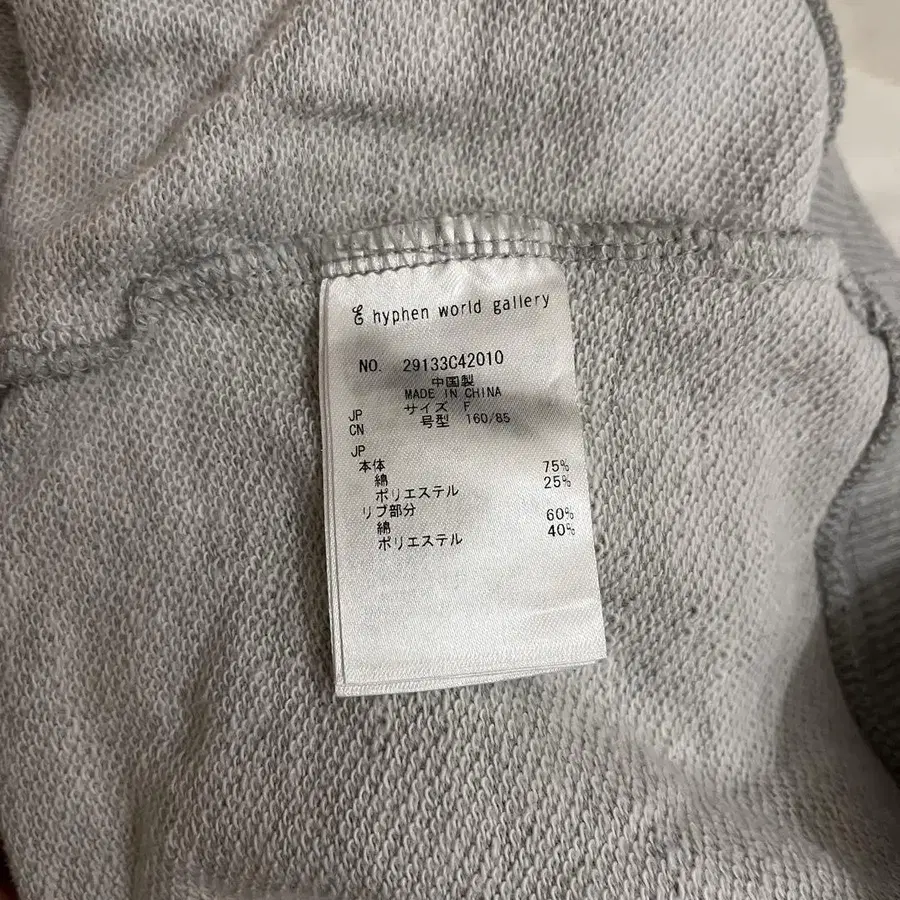 hyphen world gallery
NO. 29133C42010
中国製
MADE IN CHINA
JP サイズ F
CN 号型 160/85
JP
本体
綿 75%
ポリエステル 25%
リブ部分
綿 60%
ポリエステル 40%